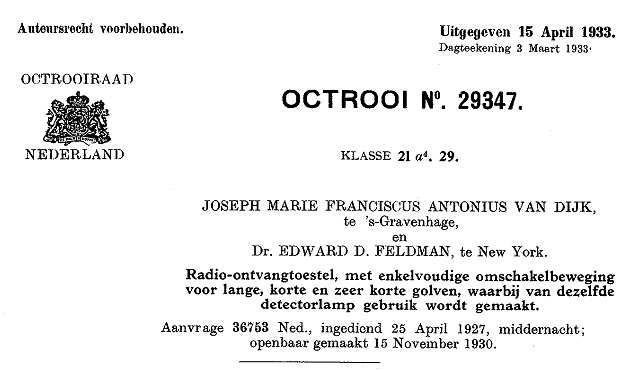 Auteursrecht voorbehouden.
Uitgegeven 15 April 1933.
Dagteekening 3 Maart 1933.
OCTROOIRAAD
NEDERLAND
OCTROOI No. 29347.
KLASSE 21 a4. 29.
JOSEPH MARIE FRANCISCUS ANTONIUS VAN DIJK,
te 's-Gravenhage,
en
Dr. EDWARD D. FELDMAN, te New York.
Radio-ontvangtoestel, met enkelvoudige omschakelbeweging
voor lange, korte en zeer korte golven, waarbij van dezelfde
detectorlamp gebruik wordt gemaakt.
Aanvrage 36753 Ned., ingediond 25 April 1927, middernacht;
openbaar gemaakt 15 November 1930.